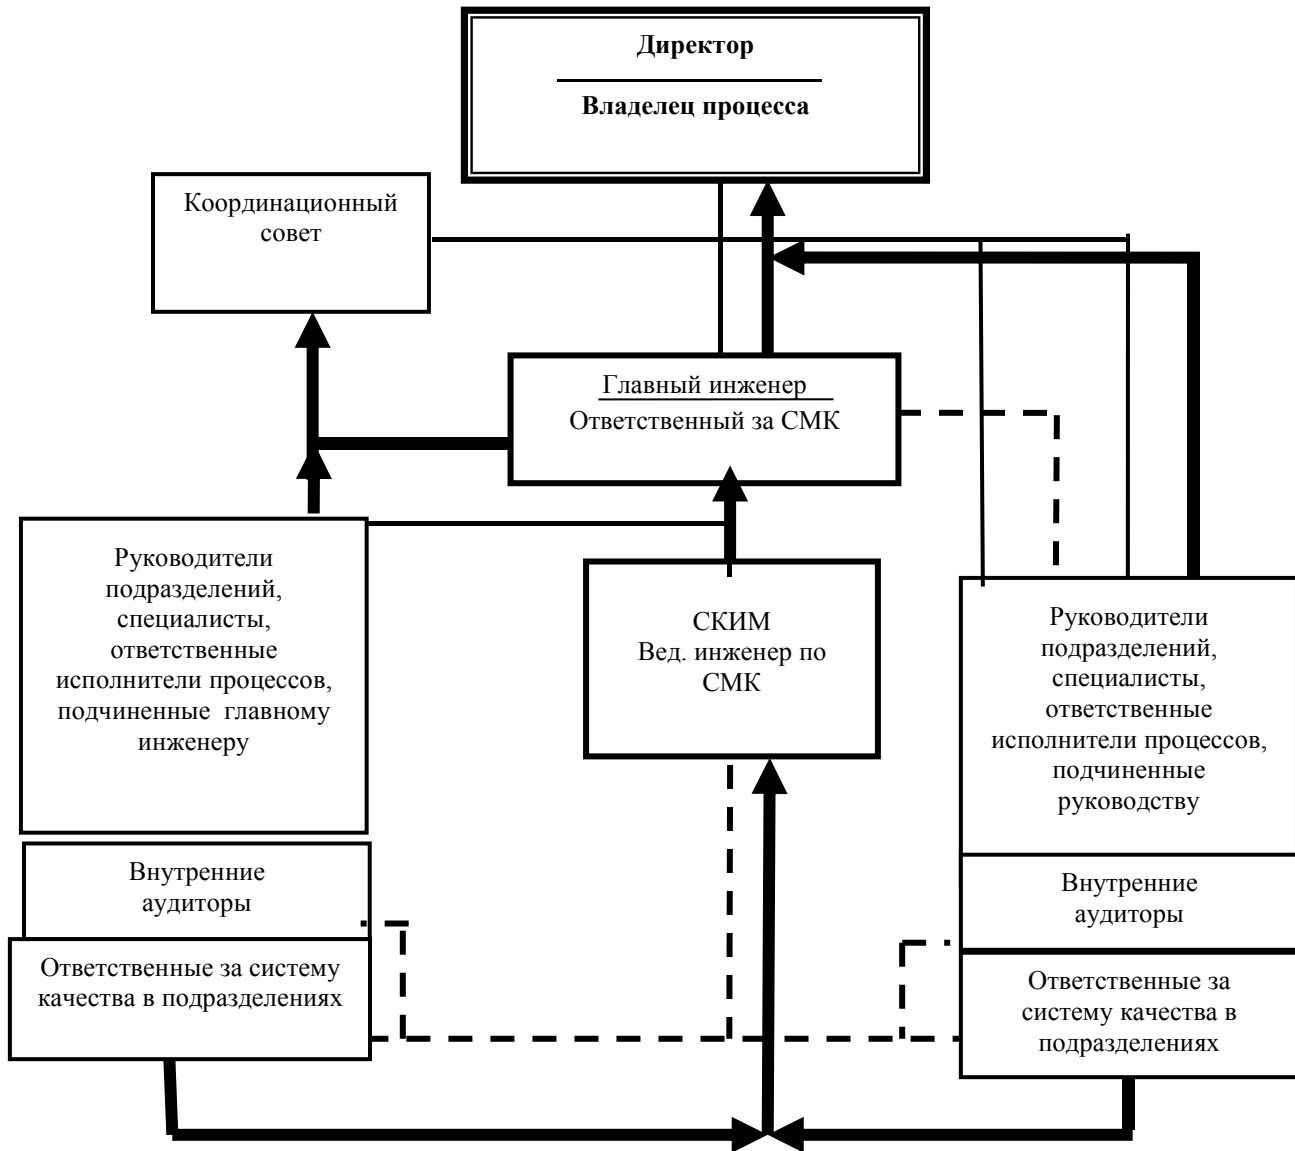 Директор
Владелец процесса
Координационный
совет
Главный инженер
Ответственный за СМК
Руководители
подразделений,
специалисты,
ответственные
исполнители процессов,
подчиненные главному
инженеру
СКИМ
Вед. инженер по
СМК
Руководители
подразделений,
специалисты,
ответственные
исполнители процессов,
подчиненные
руководству
Внутренние
аудиторы
Ответственные за систему
качества в подразделениях
Внутренние
аудиторы
Ответственные за
систему качества в
подразделениях